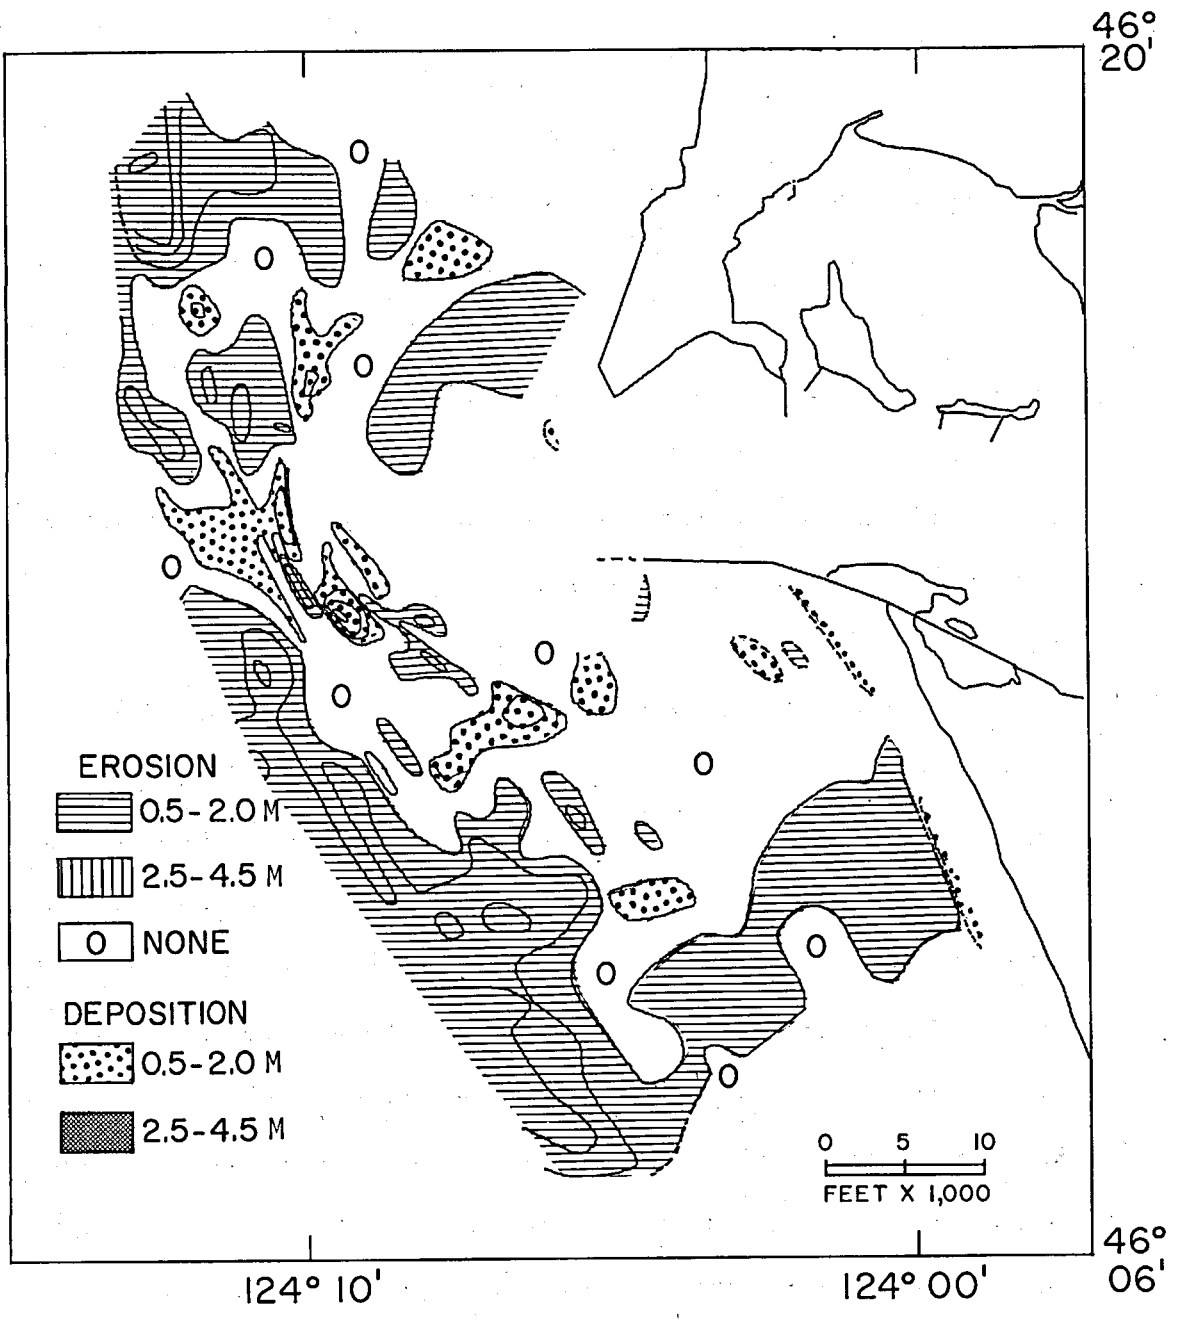 46°
20'
O
O
O
O
O
O
O
O
O
O
EROSION
0.5-2.0 M
2.5-4.5 M
O NONE
DEPOSITION
0.5-2.0 M
2.5-4.5 M
O
0 5 10
FEET X 1,000
46°
06'
124° 10'
124° 00'